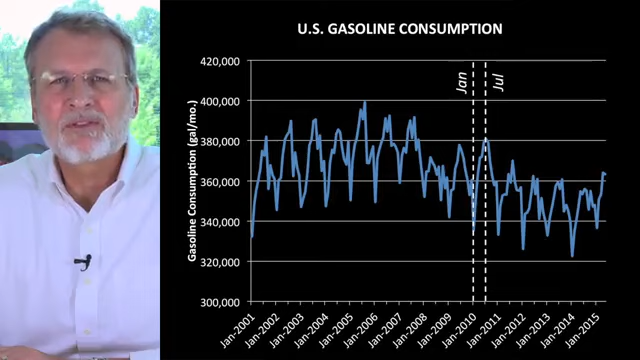 U.S. GASOLINE CONSUMPTION
Gasoline Consumption (gal/mo.)
420,000
400,000
380,000
360,000
340,000
320,000
300,000
Jan
Jul
Jan-2001
Jan-2002
Jan-2003
Jan-2004
Jan-2005
Jan-2006
Jan-2007
Jan-2008
Jan-2009
Jan-2010
Jan-2011
Jan-2012
Jan-2013
Jan-2014
Jan-2015